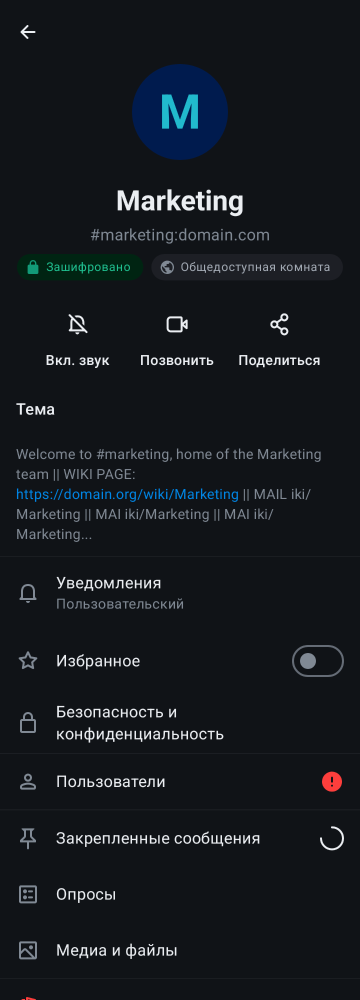 M
Marketing
#marketing:domain.com
Зашифровано
Общедоступная комната
Вкл. звук
Позвонить
Поделиться
Тема
Welcome to #marketing, home of the Marketing
team || WIKI PAGE:
https://domain.org/wiki/Marketing || MAIL iki/
Marketing || MAI iki/Marketing || MAI iki/
Marketing...
Уведомления
Пользовательский
Избранное
Безопасность и
конфиденциальность
Пользователи
Закрепленные сообщения
Опросы
Медиа и файлы